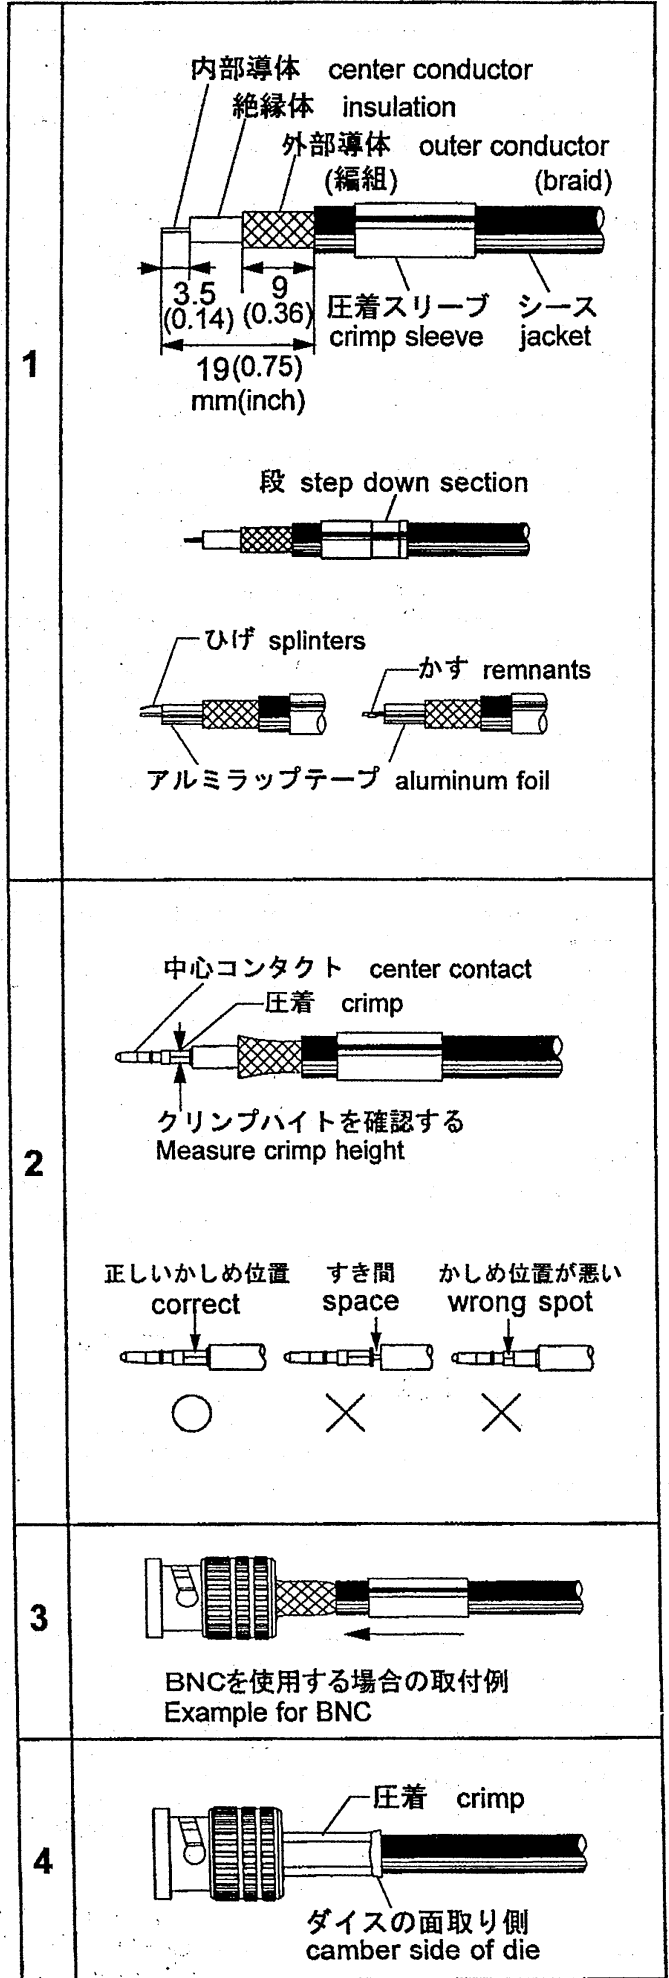 1
内部導体 center conductor
絶縁体 insulation
外部導体 outer conductor
(編組) (braid)
3.5
(0.14)
9
(0.36)
19(0.75)
mm(inch)
圧着スリーブ
crimp sleeve
シース
jacket
段 step down section
ひげ splinters
かす remnants
アルミラップテープ aluminum foil
2
中心コンタクト center contact
圧着 crimp
クリンプハイトを確認する
Measure crimp height
正しいかしめ位置
correct
すき間
space
かしめ位置が悪い
wrong spot
3
BNCを使用する場合の取付例
Example for BNC
4
圧着 crimp
ダイスの面取り側
camber side of die